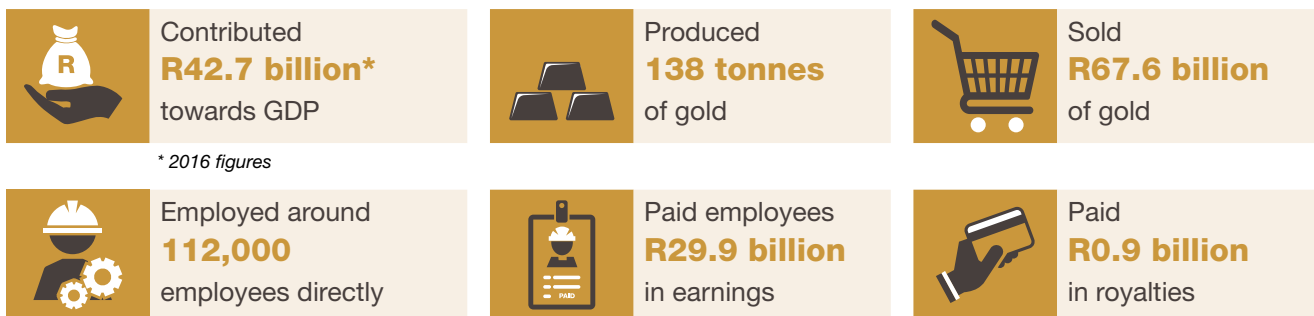 R
Contributed
R42.7 billion*
towards GDP
* 2016 figures
Produced
138 tonnes
of gold
Sold
R67.6 billion
of gold
Employed around
112,000
employees directly
PAID
Paid employees
R29.9 billion
in earnings
Paid
R0.9 billion
in royalties